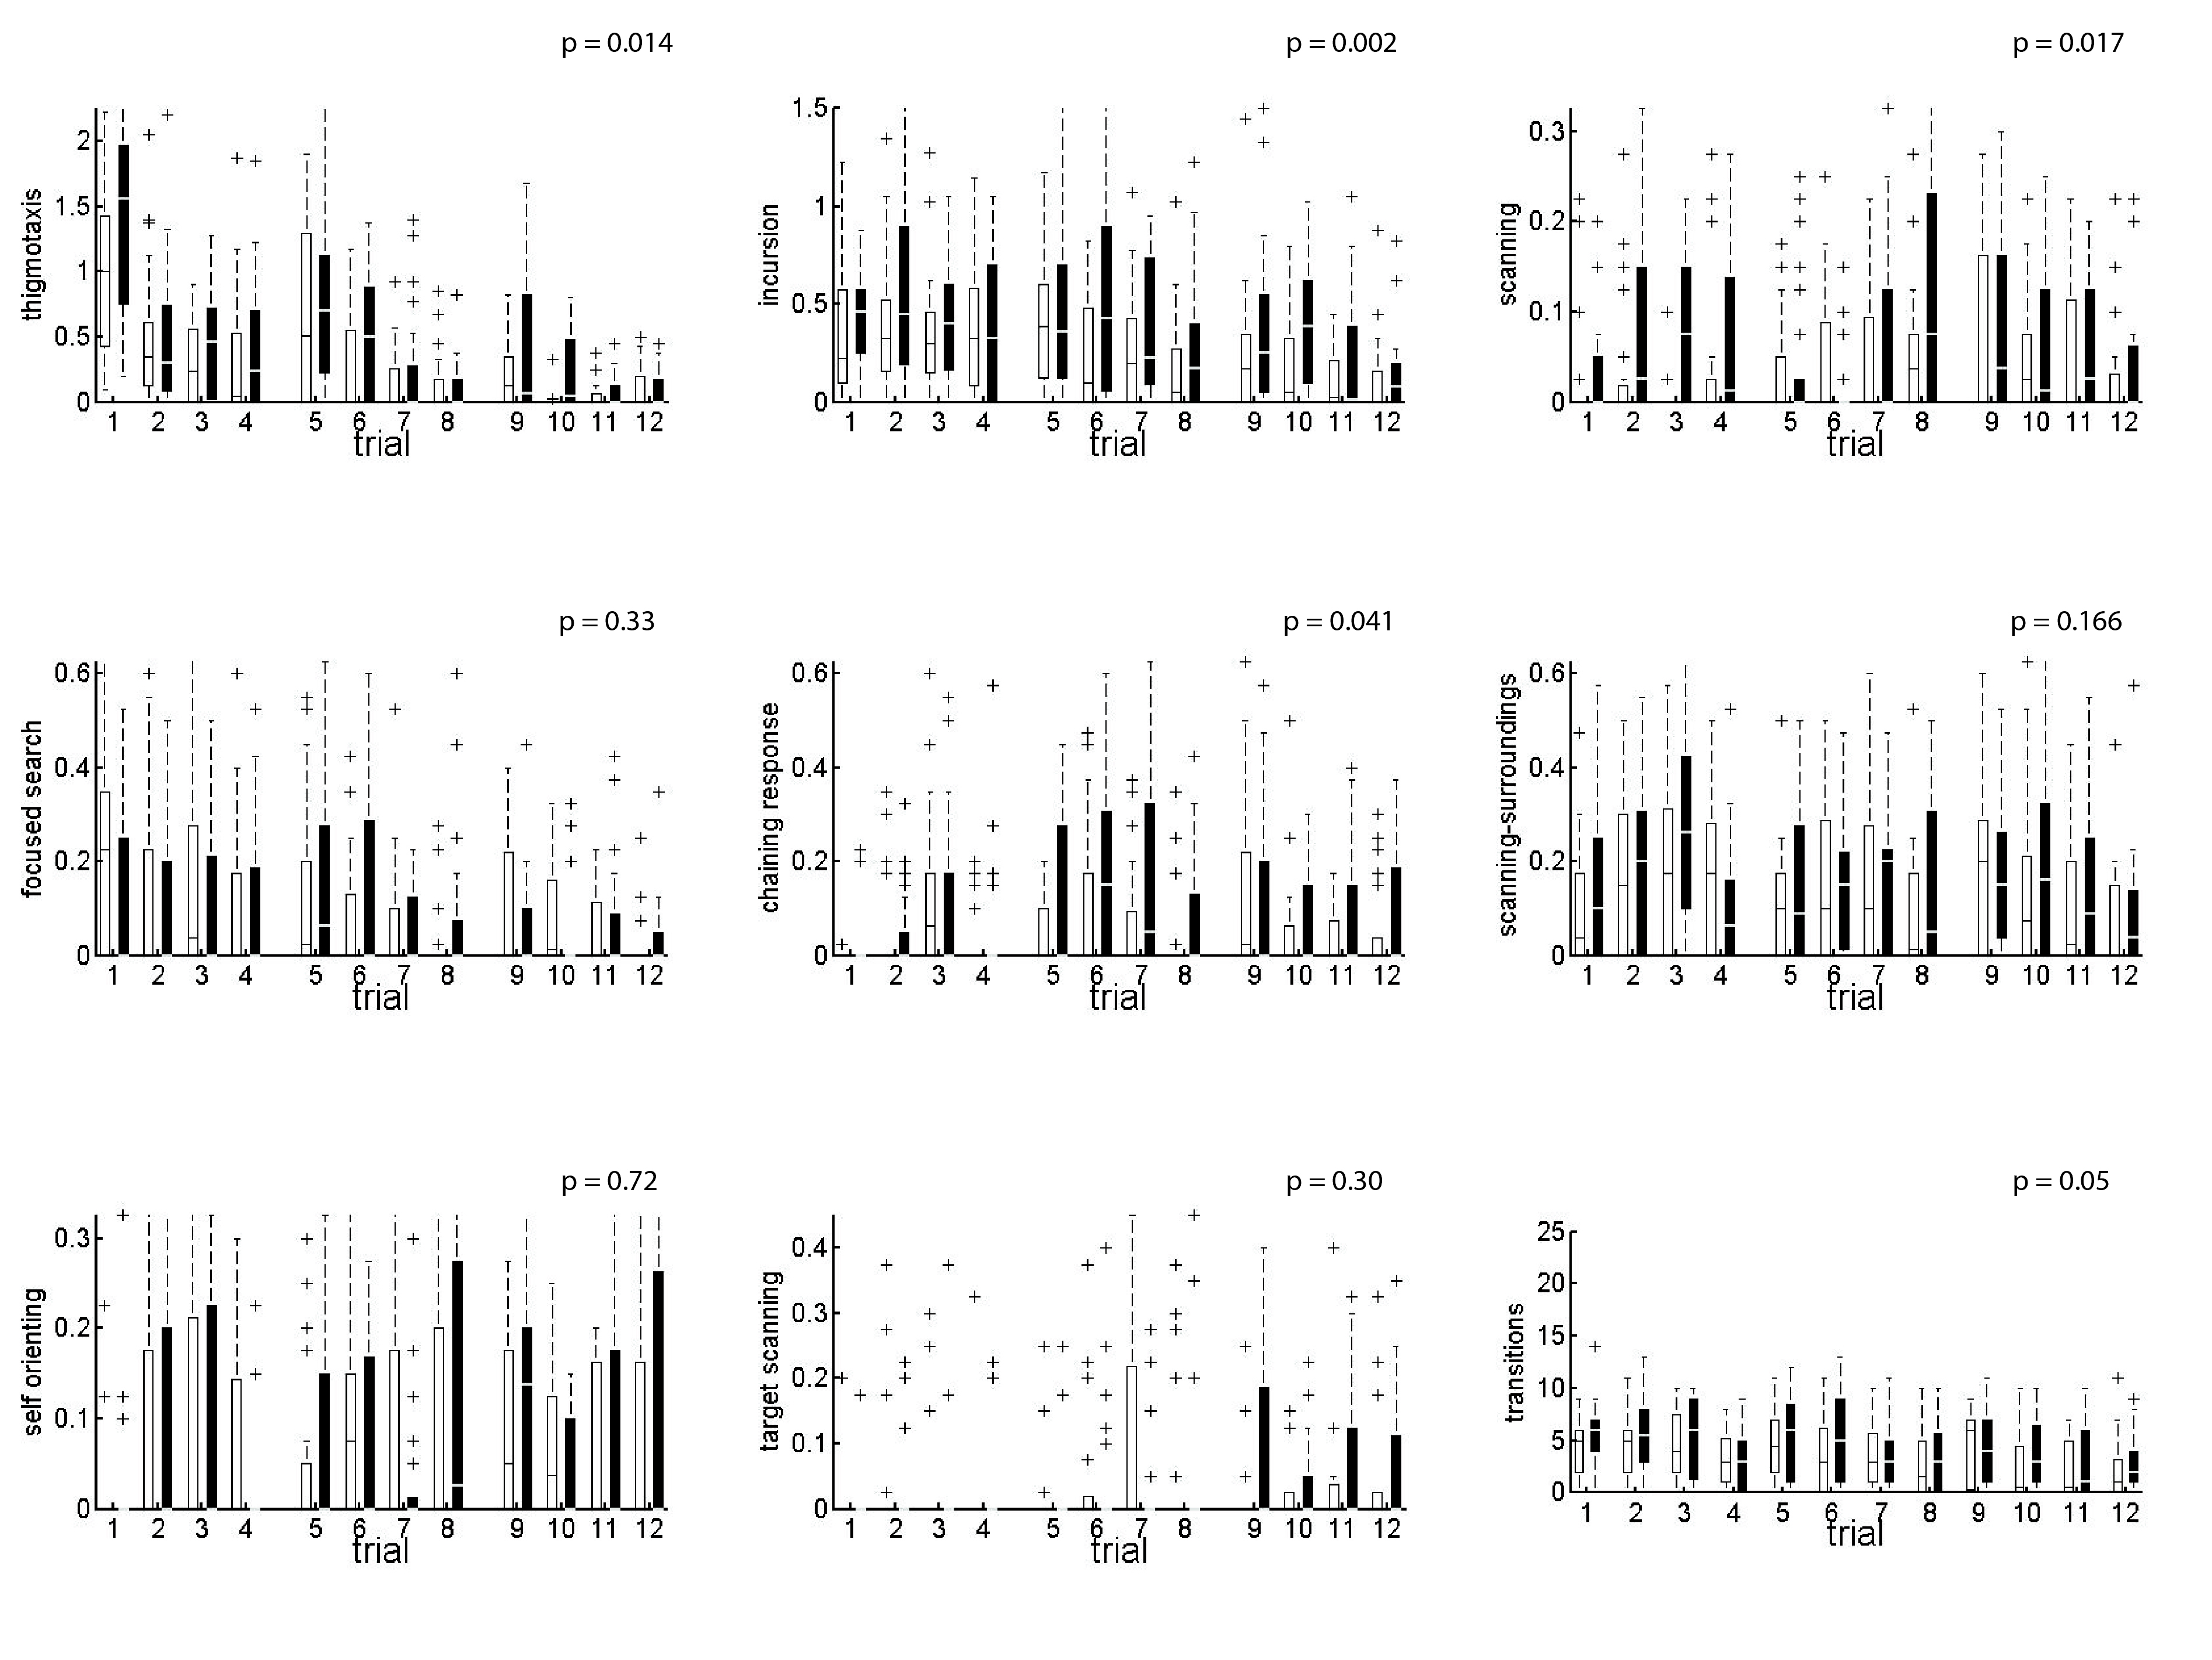 p = 0.014
p = 0.002
p = 0.017
thigmotaxis
2
1.5
1
0.5
0
1 2 3 4 5 6 7 8 9 10 11 12
trial
incursion
1.5
1
0.5
0
1 2 3 4 5 6 7 8 9 10 11 12
trial
scanning
0.3
0.2
0.1
0
1 2 3 4 5 6 7 8 9 10 11 12
trial
p = 0.33
p = 0.041
p = 0.166
focused search
0.6
0.4
0.2
0
1 2 3 4 5 6 7 8 9 10 11 12
trial
chaining response
0.6
0.4
0.2
0
1 2 3 4 5 6 7 8 9 10 11 12
trial
scanning-surroundings
0.6
0.4
0.2
0
1 2 3 4 5 6 7 8 9 10 11 12
trial
p = 0.72
p = 0.30
p = 0.05
self orienting
0.3
0.2
0.1
0
1 2 3 4 5 6 7 8 9 10 11 12
trial
target scanning
0.4
0.3
0.2
0.1
0
1 2 3 4 5 6 7 8 9 10 11 12
trial
transitions
25
20
15
10
5
0
1 2 3 4 5 6 7 8 9 10 11 12
trial